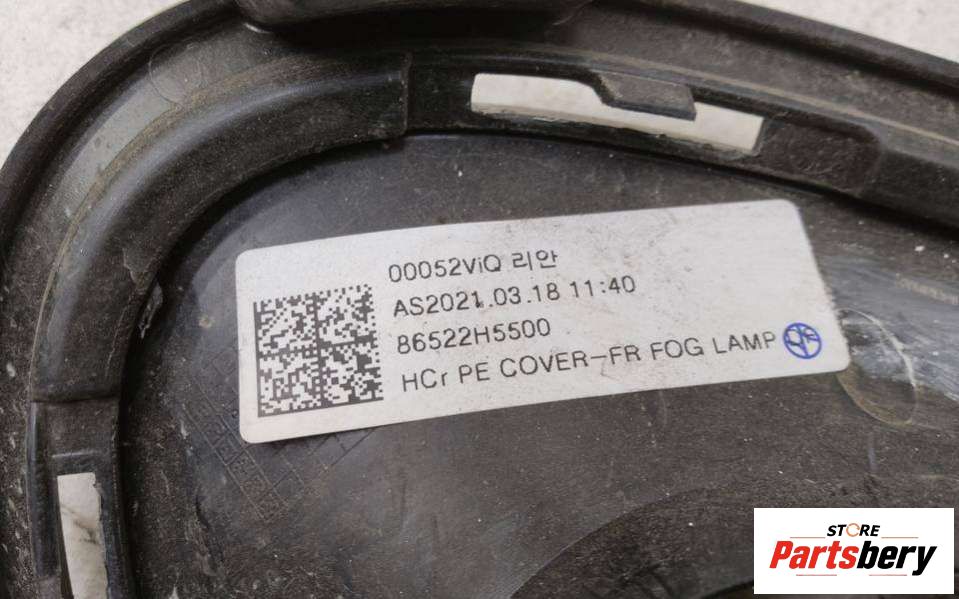 00052ViQ 리안
AS2021.03.18 11:40
86522H5500
HCr PE COVER-FR FOG LAMP
STORE
Partsbery